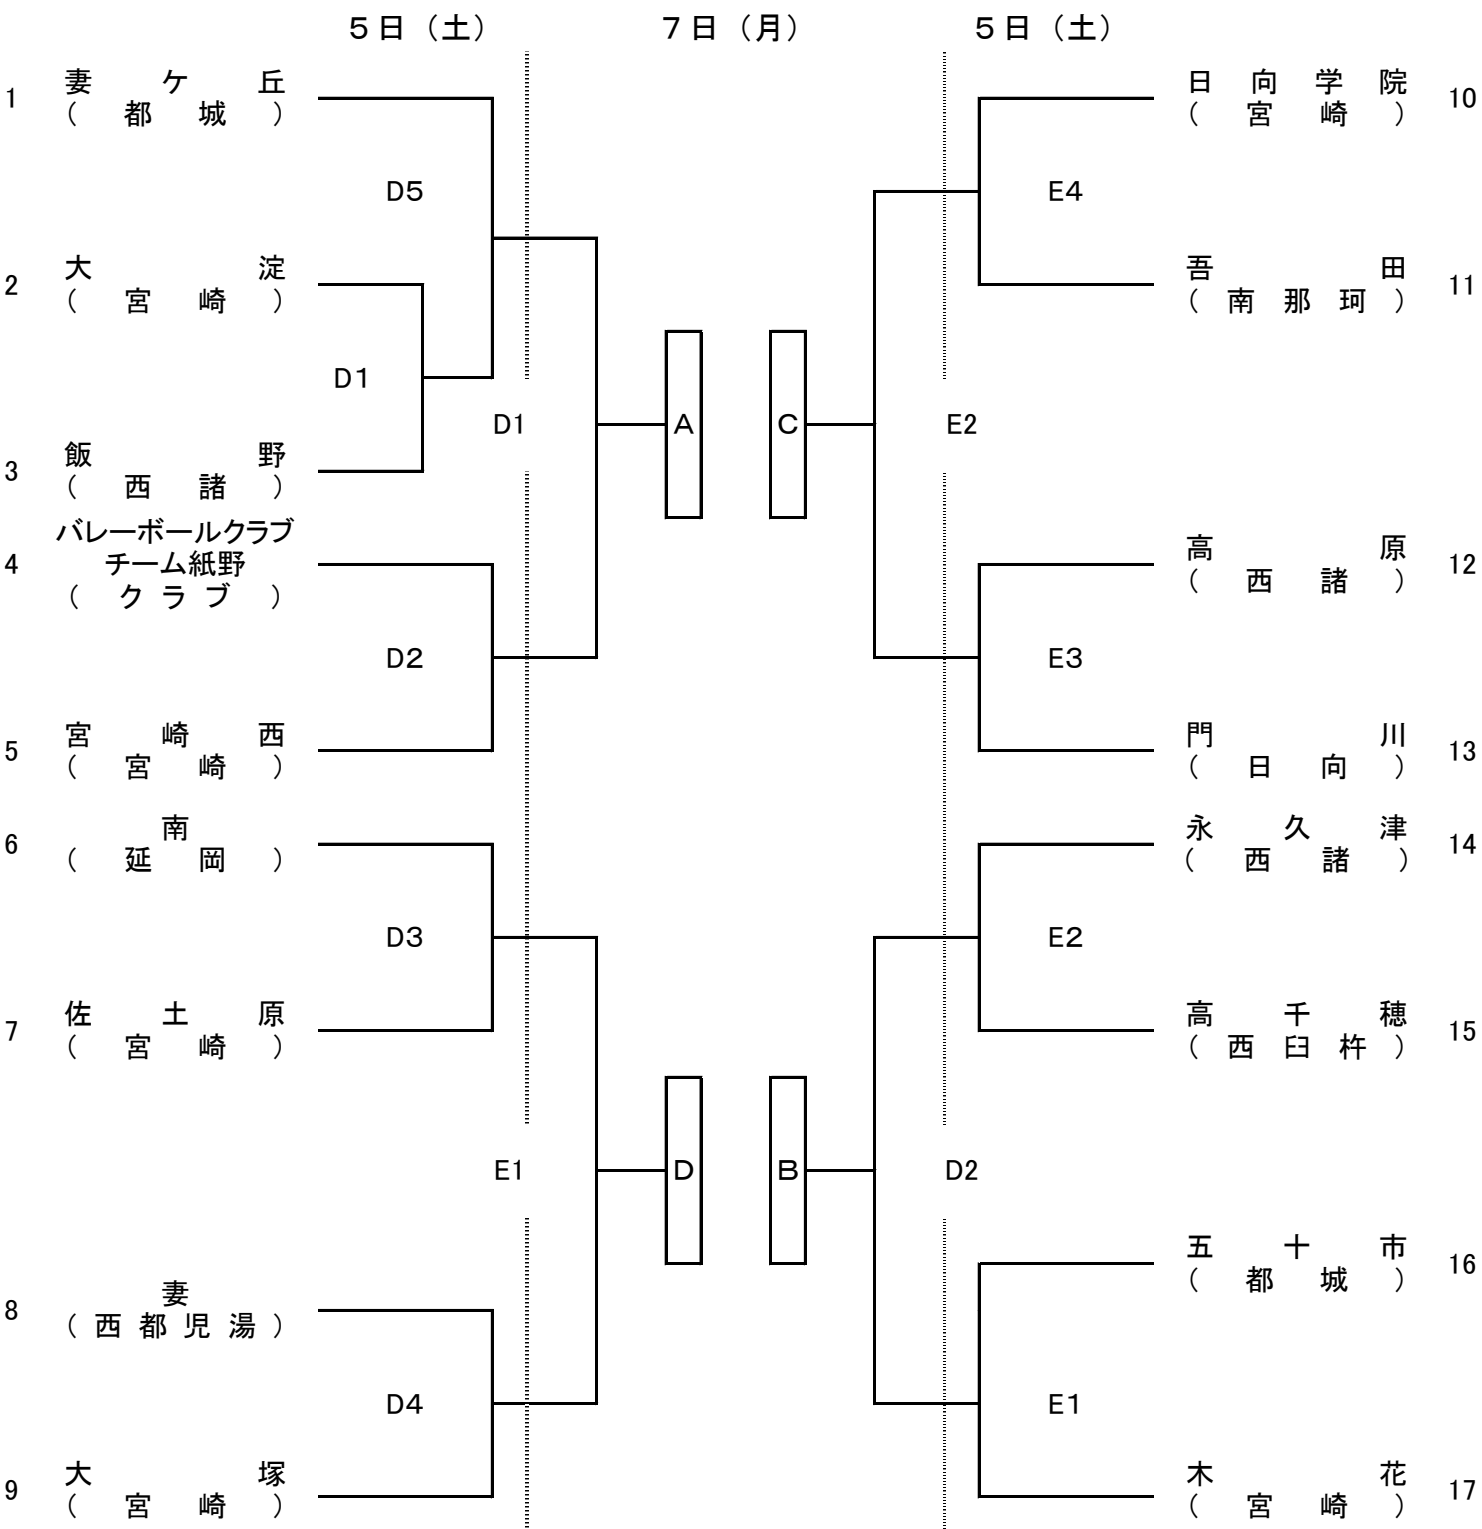 5日（土）
7日（月）
5日（土）
1
妻ケ丘
（都城）
D5
2
大淀
（宮崎）
D1
3
飯野
（西諸）
D1
4
バレーボールクラブ
チーム紙野
（クラブ）
D2
5
宮崎西
（宮崎）
6
南
（延岡）
D3
7
佐土原
（宮崎）
E1
8
妻
（西都児湯）
D4
9
大塚
（宮崎）
A
C
D
B
日向学院
（宮崎）
10
E4
吾田
（南那珂）
11
E2
高原
（西諸）
12
E3
門川
（日向）
13
永久津
（西諸）
14
E2
高千穂
（西臼杵）
15
D2
五十市
（都城）
16
E1
木花
（宮崎）
17